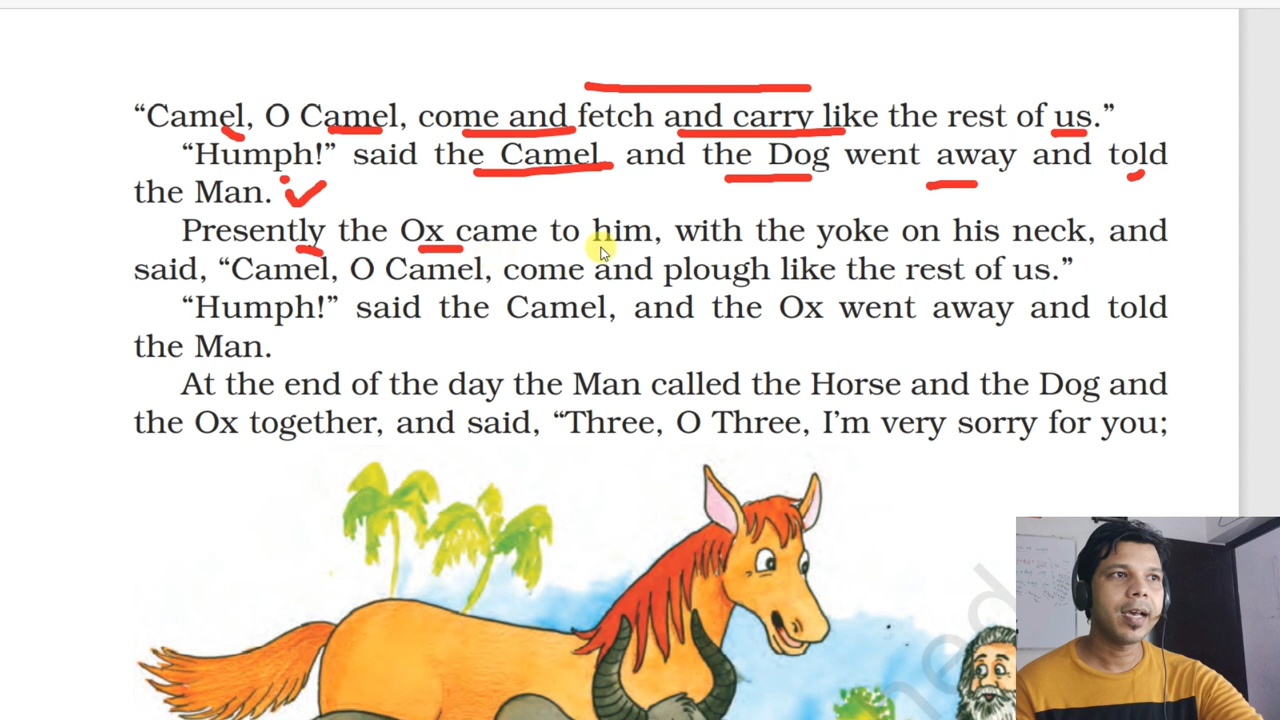 “Camel, O Camel, come and fetch and carry like the rest of us.”
“Humph!” said the Camel, and the Dog went away and told
the Man.
Presently the Ox came to him, with the yoke on his neck, and
said, “Camel, O Camel, come and plough like the rest of us.”
“Humph!” said the Camel, and the Ox went away and told
the Man.
At the end of the day the Man called the Horse and the Dog and
the Ox together, and said, “Three, O Three, I’m very sorry for you;